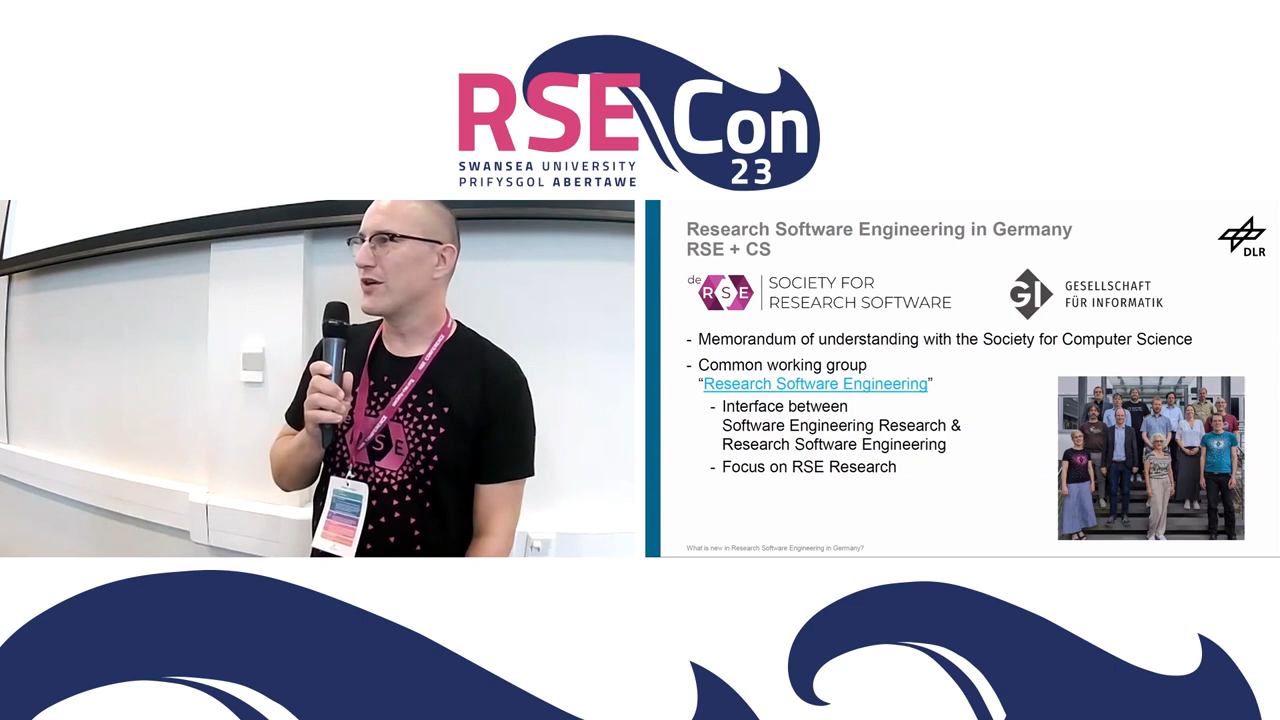 RSE Con
23
SWANSEA UNIVERSITY
PRIFYSGOL ABERTAWE
RSE
Research Software Engineering in Germany
RSE + CS
DLR
de RSE
SOCIETY FOR
RESEARCH SOFTWARE
GI
GESELLSCHAFT
FÜR INFORMATIK
- Memorandum of understanding with the Society for Computer Science
- Common working group
“Research Software Engineering”
- Interface between
Software Engineering Research &
Research Software Engineering
- Focus on RSE Research
What is new in Research Software Engineering in Germany?